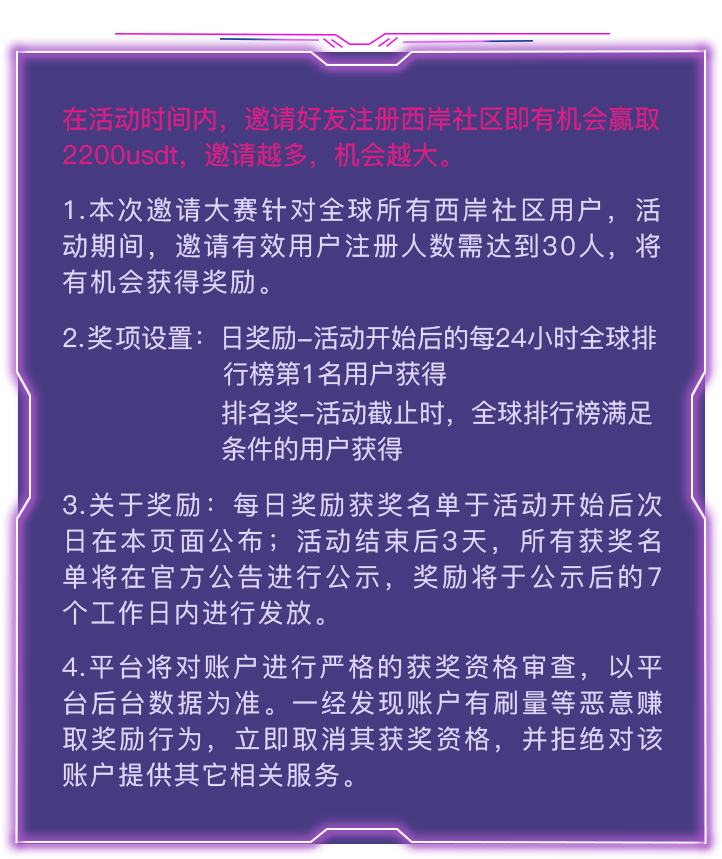 在活动时间内，邀请好友注册西岸社区即有机会赢取
2200usdt，邀请越多，机会越大。
1.本次邀请大赛针对全球所有西岸社区用户，活
动期间，邀请有效用户注册人数需达到30人，将
有机会获得奖励。
2.奖项设置：日奖励–活动开始后的每24小时全球排
行榜第1名用户获得
排名奖–活动截止时，全球排行榜满足
条件的用户获得
3.关于奖励：每日奖励获奖名单于活动开始后次
日在本页面公布；活动结束后3天，所有获奖名
单将在官方公告进行公示，奖励将于公示后的7
个工作日内进行发放。
4.平台将对账户进行严格的获奖资格审查，以平
台后台数据为准。一经发现账户有刷量等恶意赚
取奖励行为，立即取消其获奖资格，并拒绝对该
账户提供其它相关服务。